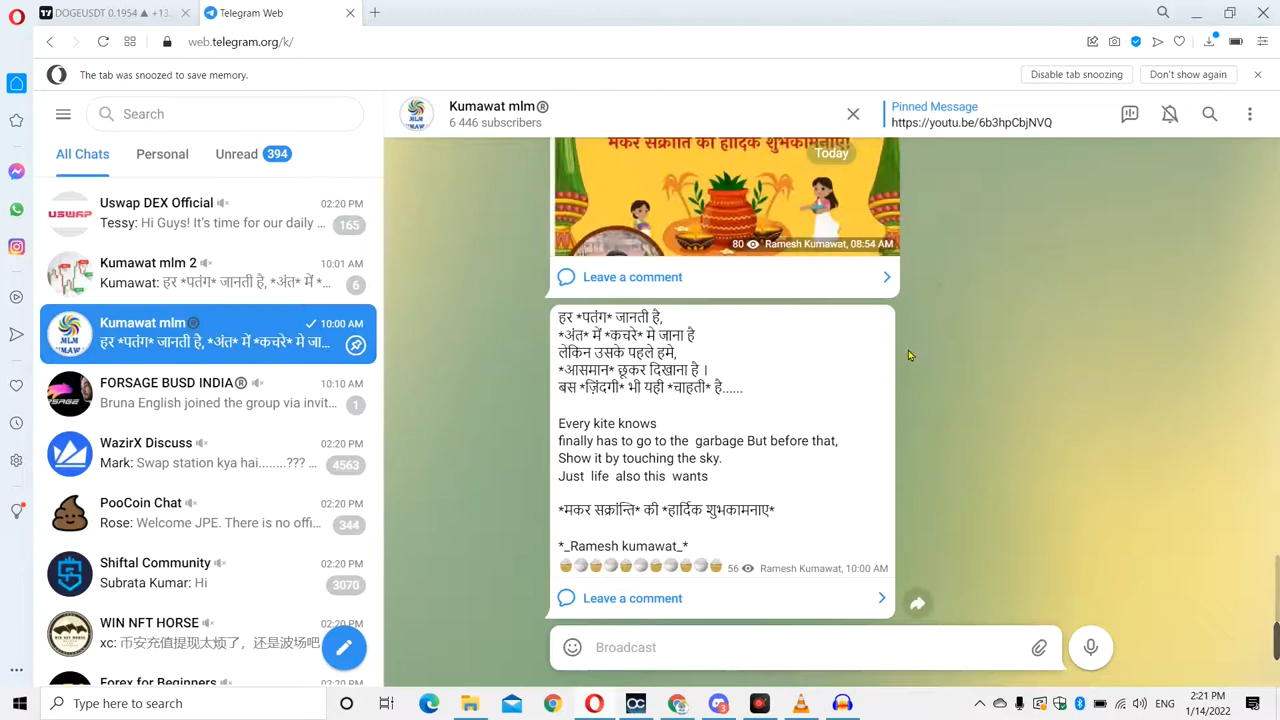 DOGEUSDT 0.1954 ▲ +13.
Telegram Web
web.telegram.org/k/
The tab was snoozed to save memory.
Disable tab snoozing
Don't show again
Search
All Chats
Personal
Unread 394
Uswap DEX Official
02:20 PM
Tessy: Hi Guys! It's time for our daily ...
165
Kumawat mlm 2
10:01 AM
Kumawat: हर *पतंग* जानती है, *अंत* में *...
6
Kumawat mlm®
10:00 AM
हर *पतंग* जानती है, *अंत* में *कचरे* मे जा...
FORSAGE BUSD INDIA®
10:10 AM
Bruna English joined the group via invit...
1
WazirX Discuss
02:20 PM
Mark: Swap station kya hai........??? ...
4563
PooCoin Chat
02:20 PM
Rose: Welcome JPE. There is no offi...
344
Shiftal Community
02:20 PM
Subrata Kumar: Hi
3070
WIN NFT HORSE
02:20 PM
xc: 币安充值提现太烦了，还是波场吧
Forex for Beginners
02:20 PM
Kumawat mlm®
6 446 subscribers
Pinned Message
https://youtu.be/6b3hpCbjNVQ
मकर सक्रांति की हार्दिक शुभकामनाएं!
Today
80 Ramesh Kumawat, 08:54 AM
Leave a comment
हर *पतंग* जानती है,
*अंत* में *कचरे* मे जाना है
लेकिन उसके पहले हमे,
*आसमान* छूकर दिखाना है ।
बस *ज़िंदगी* भी यही *चाहती* है......
Every kite knows
finally has to go to the garbage But before that,
Show it by touching the sky.
Just life also this wants
*मकर सक्रांन्ति* की *हार्दिक शुभकामनाए*
*_Ramesh kumawat_*
56 Ramesh Kumawat, 10:00 AM
Leave a comment
Broadcast
Type here to search
ENG
2:21 PM
1/14/2022